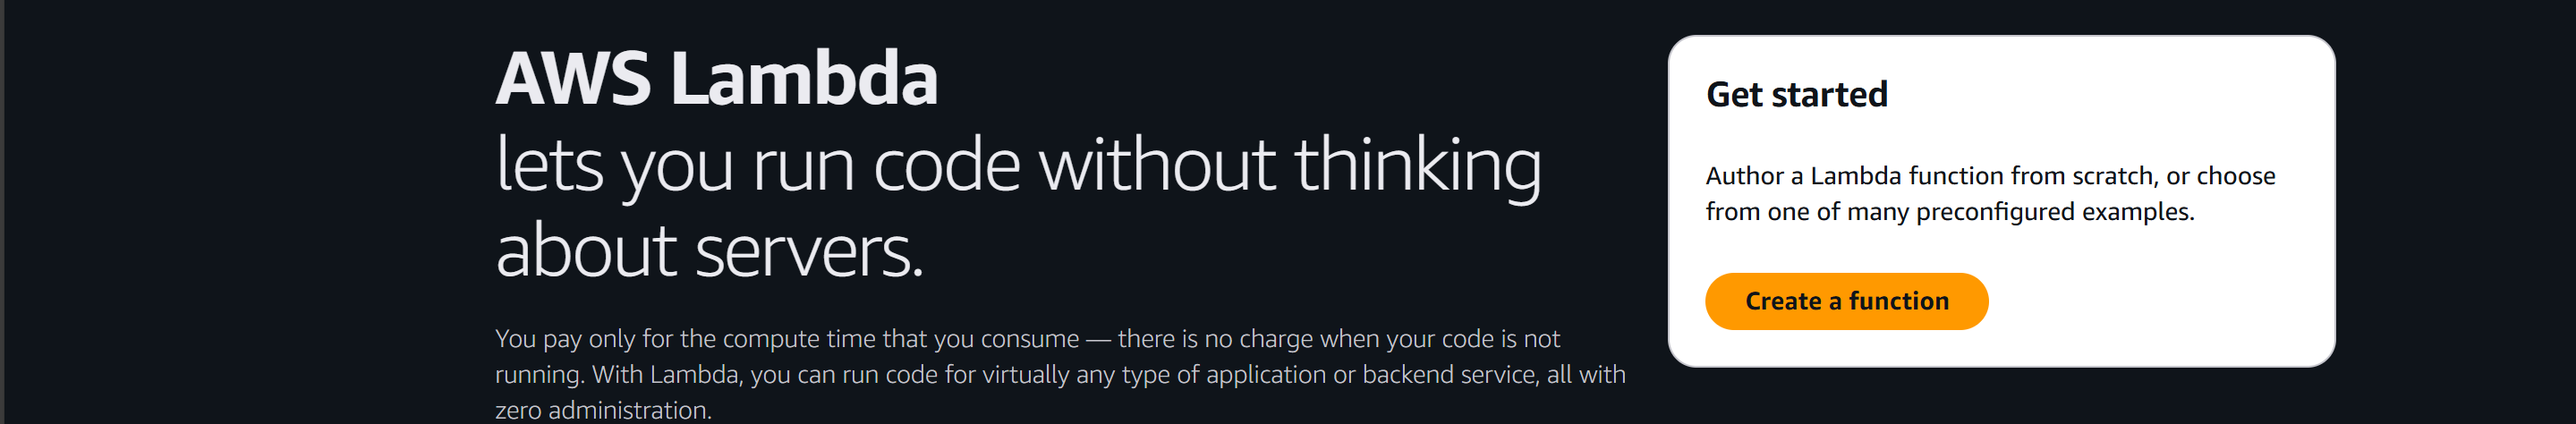 AWS Lambda
lets you run code without thinking
about servers.
You pay only for the compute time that you consume — there is no charge when your code is not
running. With Lambda, you can run code for virtually any type of application or backend service, all with
zero administration.
Get started
Author a Lambda function from scratch, or choose
from one of many preconfigured examples.
Create a function